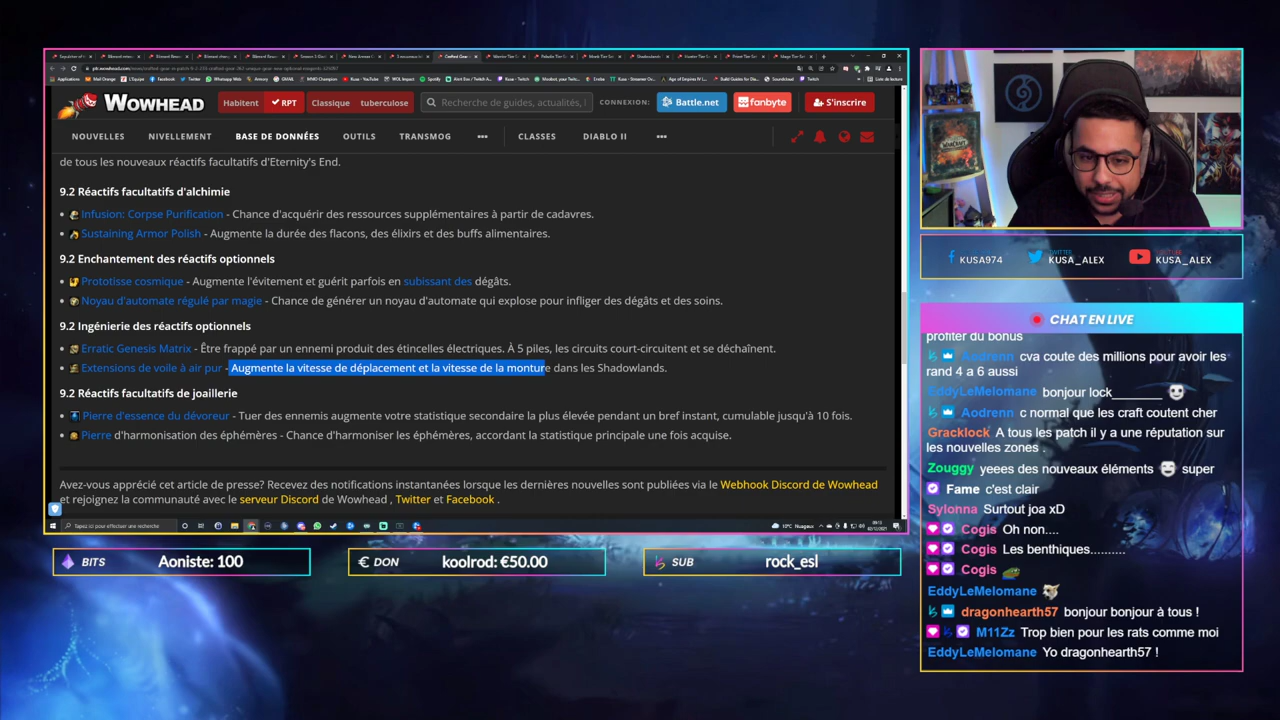 WOWHEAD
Habitent
RPT
Classique
tuberculose
Recherche de guides, actualités, l
CONNEXION:
Battle.net
fanbyte
S'inscrire
NOUVELLES
NIVELLEMENT
BASE DE DONNÉES
OUTILS
TRANSMOG
•••
CLASSES
DIABLO II
•••
de tous les nouveaux réactifs facultatifs d'Eternity's End.
9.2 Réactifs facultatifs d'alchimie
Infusion: Corpse Purification - Chance d'acquérir des ressources supplémentaires à partir de cadavres.
Sustaining Armor Polish - Augmente la durée des flacons, des élixirs et des buffs alimentaires.
9.2 Enchantement des réactifs optionnels
Prototisse cosmique - Augmente l'évitement et guérit parfois en subissant des dégâts.
Noyau d'automate régulé par magie - Chance de générer un noyau d'automate qui explose pour infliger des dégâts et des soins.
9.2 Ingénierie des réactifs optionnels
Erratic Genesis Matrix - Être frappé par un ennemi produit des étincelles électriques. À 5 piles, les circuits court-circuitent et se déchaînent.
Extensions de voile à air pur - Augmente la vitesse de déplacement et la vitesse de la monture dans les Shadowlands.
9.2 Réactifs facultatifs de joaillerie
Pierre d'essence du dévoreur - Tuer des ennemis augmente votre statistique secondaire la plus élevée pendant un bref instant, cumulable jusqu'à 10 fois.
Pierre d'harmonisation des éphémères - Chance d'harmoniser les éphémères, accordant la statistique principale une fois acquise.
Avez-vous apprécié cet article de presse? Recevez des notifications instantanées lorsque les dernières nouvelles sont publiées via le Webhook Discord de Wowhead
et rejoignez la communauté avec le serveur Discord de Wowhead , Twitter et Facebook .
Tapez ici pour effectuer une recherche
10°C Nuageux
BITS
Aoniste: 100
€ DON
koolrod: €50.00
SUB
rock_esl
KUSA974
TWITTER
KUSA_ALEX
KUSA_ALEX
CHAT EN LIVE
profiter du bonus
Aodrenn cva coute des millions pour avoir les
rand 4 a 6 aussi
EddyLeMelomane bonjour lock________
Aodrenn c normal que les craft coutent cher
Gracklock A tous les patch il y a une réputation sur
les nouvelles zones .
Zouggy yeees des nouveaux éléments super
Fame c'est clair
Sylonna Surtout joa xD
Cogis Oh non....
Cogis Les benthiques..........
Cogis
EddyLeMelomane
dragonhearth57 bonjour bonjour à tous !
M11Zz Trop bien pour les rats comme moi
EddyLeMelomane Yo dragonhearth57 !